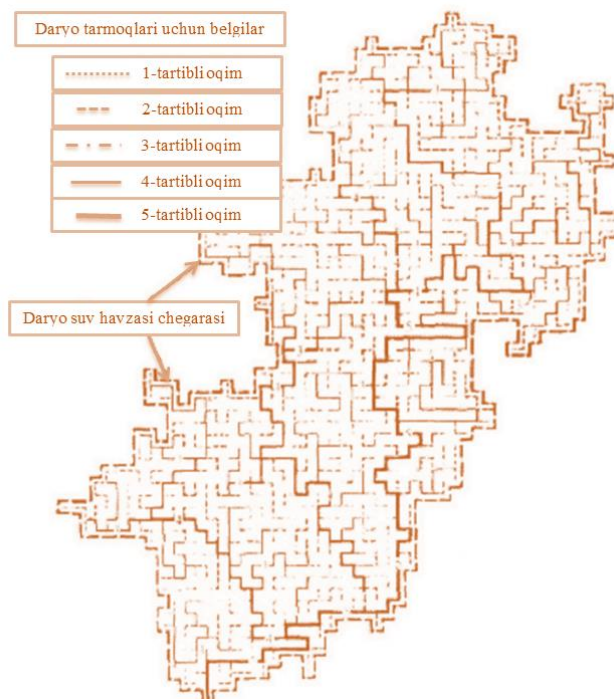 Daryo tarmoqlari uchun belgilar
1-tartibli oqim
2-tartibli oqim
3-tartibli oqim
4-tartibli oqim
5-tartibli oqim
Daryo suv havzasi chegarasi